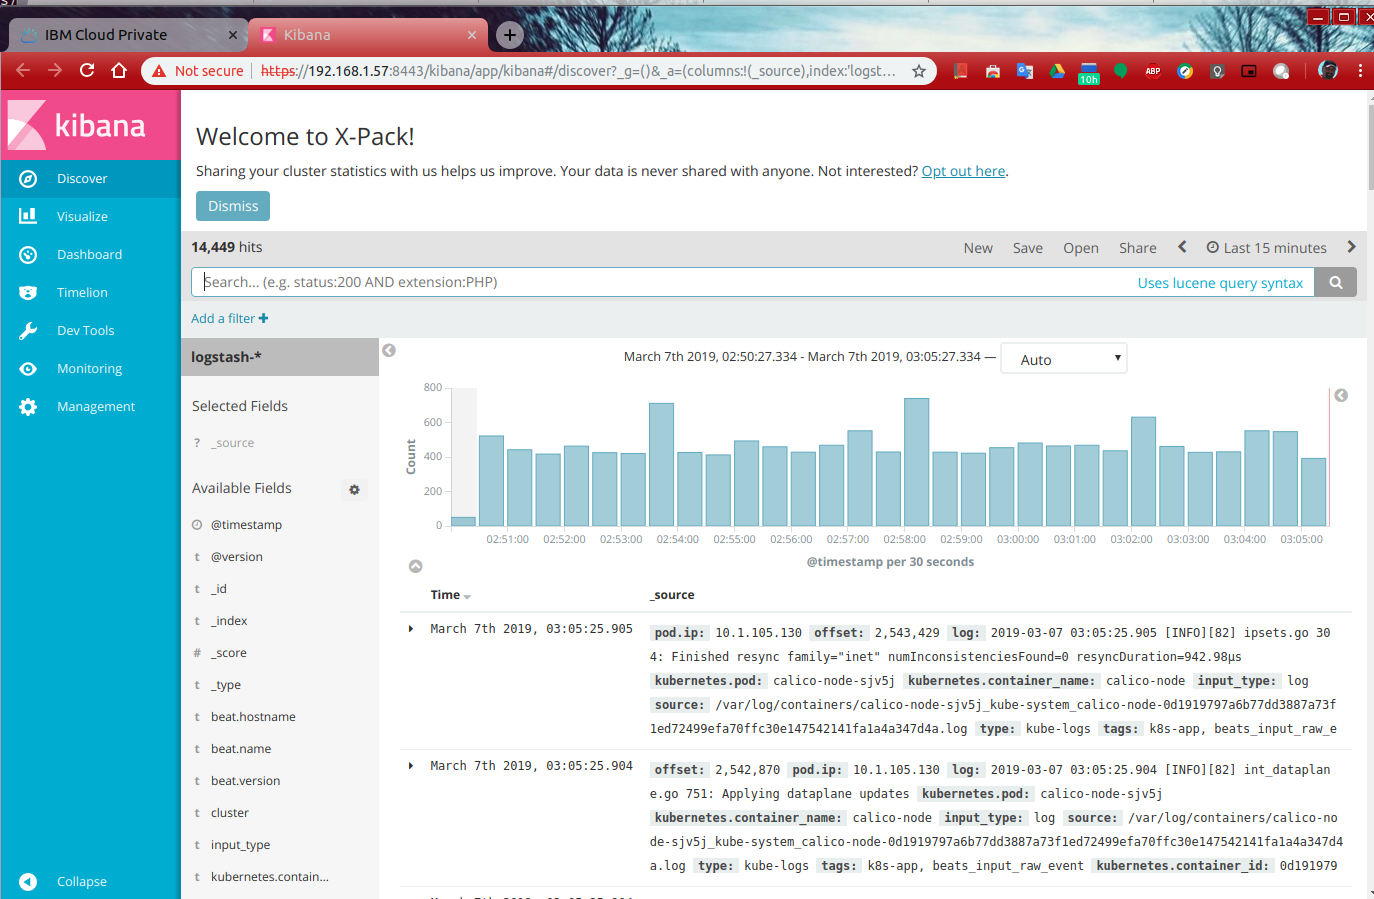 IBM Cloud Private
Kibana
Not secure https://192.168.1.57:8443/kibana/app/kibana#/discover?_g=()&_a=(columns:!(_source),index:'logst...
ABP
10h
kibana
Discover
Visualize
Dashboard
Timelion
Dev Tools
Monitoring
Management
Collapse
Welcome to X-Pack!
Sharing your cluster statistics with us helps us improve. Your data is never shared with anyone. Not interested? Opt out here.
Dismiss
14,449 hits
New Save Open Share Last 15 minutes
Search... (e.g. status:200 AND extension:PHP) Uses lucene query syntax
Add a filter +
logstash-*
Selected Fields
? _source
Available Fields
@timestamp
t @version
t _id
t _index
# _score
t _type
t beat.hostname
t beat.name
t beat.version
t cluster
t input_type
t kubernetes.contain...
March 7th 2019, 02:50:27.334 - March 7th 2019, 03:05:27.334 — Auto
Count
800
600
400
200
0
02:51:00 02:52:00 02:53:00 02:54:00 02:55:00 02:56:00 02:57:00 02:58:00 02:59:00 03:00:00 03:01:00 03:02:00 03:03:00 03:04:00 03:05:00
@timestamp per 30 seconds
Time _source
March 7th 2019, 03:05:25.905 pod.ip: 10.1.105.130 offset: 2,543,429 log: 2019-03-07 03:05:25.905 [INFO][82] ipsets.go 30
4: Finished resync family="inet" numInconsistenciesFound=0 resyncDuration=942.98µs
kubernetes.pod: calico-node-sjv5j kubernetes.container_name: calico-node input_type: log
source: /var/log/containers/calico-node-sjv5j_kube-system_calico-node-0d1919797a6b77dd3887a73f
1ed72499efa70ffc30e147542141fa1a4a347d4a.log type: kube-logs tags: k8s-app, beats_input_raw_e
March 7th 2019, 03:05:25.904 offset: 2,542,870 pod.ip: 10.1.105.130 log: 2019-03-07 03:05:25.904 [INFO][82] int_dataplan
e.go 751: Applying dataplane updates kubernetes.pod: calico-node-sjv5j
kubernetes.container_name: calico-node input_type: log source: /var/log/containers/calico-no
de-sjv5j_kube-system_calico-node-0d1919797a6b77dd3887a73f1ed72499efa70ffc30e147542141fa1a4a347d4
a.log type: kube-logs tags: k8s-app, beats_input_raw_event kubernetes.container_id: 0d191979